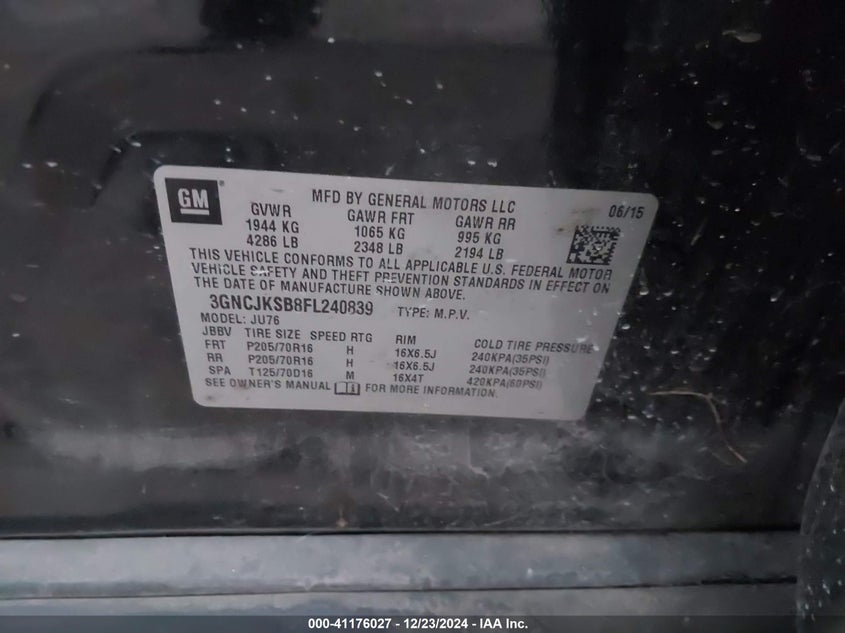 GM ®
MFD BY GENERAL MOTORS LLC 06/15
GVWR GAWR FRT GAWR RR
1944 KG 1065 KG 995 KG
4286 LB 2348 LB 2194 LB
THIS VEHICLE CONFORMS TO ALL APPLICABLE U.S. FEDERAL MOTOR
VEHICLE SAFETY AND THEFT PREVENTION STANDARDS IN EFFECT ON
THE DATE OF MANUFACTURE SHOWN ABOVE.
3GNCJKSB8FL240839 TYPE: M.P.V.
MODEL: JU76
JBBV TIRE SIZE SPEED RTG RIM COLD TIRE PRESSURE
FRT P205/70R16 H 16X6.5J 240KPA(35PSI)
RR P205/70R16 H 16X6.5J 240KPA(35PSI)
SPA T125/70D16 M 16X4T 420KPA(60PSI)
SEE OWNER'S MANUAL FOR MORE INFORMATION.
000-41176027 - 12/23/2024 - IAA Inc.